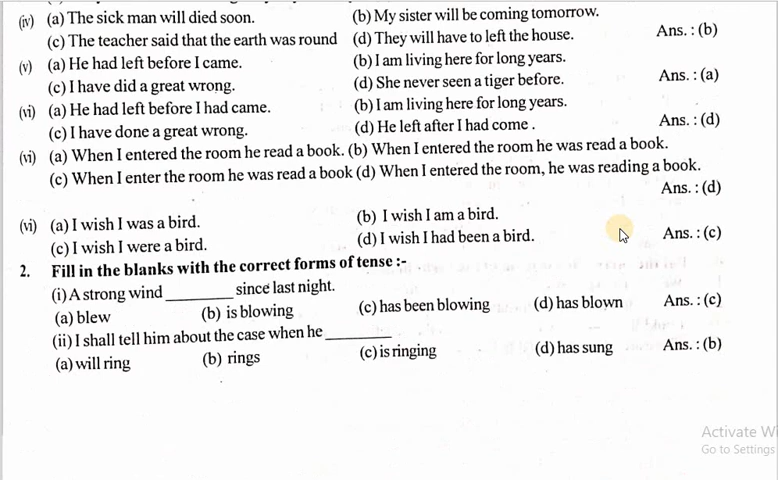 (iv) (a) The sick man will died soon. (b) My sister will be coming tomorrow.
(c) The teacher said that the earth was round (d) They will have to left the house. Ans. : (b)
(v) (a) He had left before I came. (b) I am living here for long years.
(c) I have did a great wrong. (d) She never seen a tiger before. Ans. : (a)
(vi) (a) He had left before I had came. (b) I am living here for long years.
(c) I have done a great wrong. (d) He left after I had come . Ans. : (d)
(vi) (a) When I entered the room he read a book. (b) When I entered the room he was read a book.
(c) When I enter the room he was read a book (d) When I entered the room, he was reading a book.
Ans. : (d)
(vi) (a) I wish I was a bird. (b) I wish I am a bird.
(c) I wish I were a bird. (d) I wish I had been a bird. Ans. : (c)
2. Fill in the blanks with the correct forms of tense :-
(i) A strong wind ________ since last night.
(a) blew (b) is blowing (c) has been blowing (d) has blown Ans. : (c)
(ii) I shall tell him about the case when he ________
(a) will ring (b) rings (c) is ringing (d) has sung Ans. : (b)
Activate Wi
Go to Settings